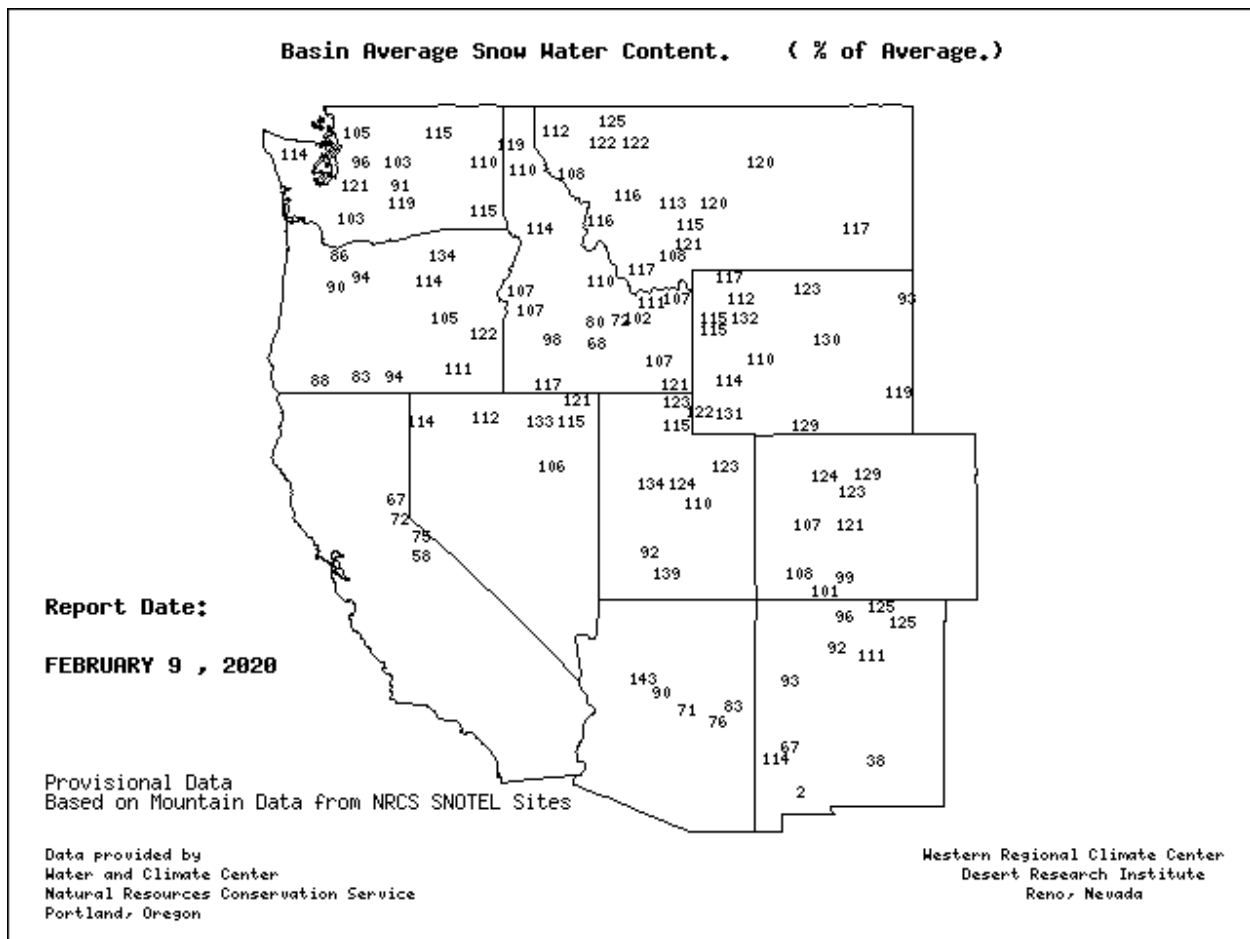 Basin Average Snow Water Content. ( % of Average.)
125
105 115 112
119 122 122
114
96 103 110 110 108 120
121 91
119 116 113 120
103 115 116 115
114 117
121
86 134 108
94 114 110 117 117
90 107 111 107 112 123 93
107
105 80 72 102 115 132
122 98 68 115 130
107 110
88 83 94 111 117 121 114 119
121 123
114 112 133 115 122 131
115 129
106 123
134 124 124 129
67 110 123
72 107 121
75
58 92
139 108 99
101
Report Date:
96 125
125
FEBRUARY 9 , 2020
92 111
143 93
90
71 83
76
67
114 38
Provisional Data
2
Based on Mountain Data from NRCS SNOTEL Sites
Data provided by
Water and Climate Center
Natural Resources Conservation Service
Portland, Oregon
Western Regional Climate Center
Desert Research Institute
Reno, Nevada